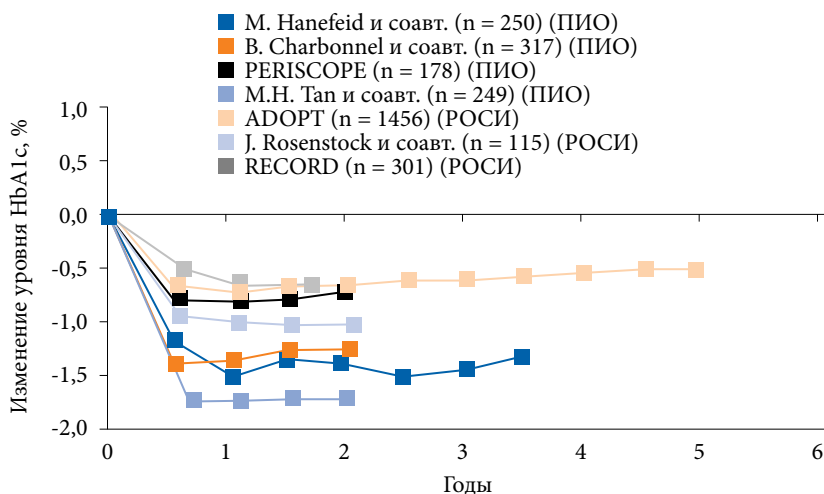 M. Hanefeid и соавт. (n = 250) (ПИО)
B. Charbonnel и соавт. (n = 317) (ПИО)
PERISCOPE (n = 178) (ПИО)
M.H. Tan и соавт. (n = 249) (ПИО)
ADOPT (n = 1456) (РОСИ)
J. Rosenstock и соавт. (n = 115) (РОСИ)
RECORD (n = 301) (РОСИ)
Изменение уровня HbA1c, %
1,0
0,5
0,0
-0,5
-1,0
-1,5
-2,0
0 1 2 3 4 5 6
Годы